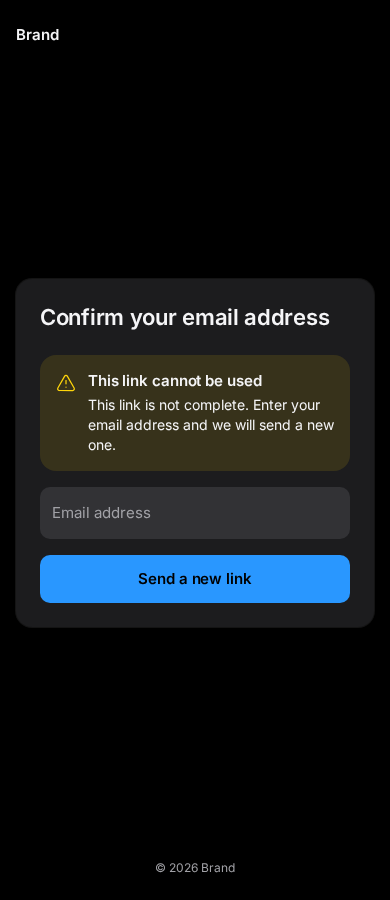 Brand
Confirm your email address
This link cannot be used
This link is not complete. Enter your
email address and we will send a new
one.
Email address
Send a new link
© 2026 Brand